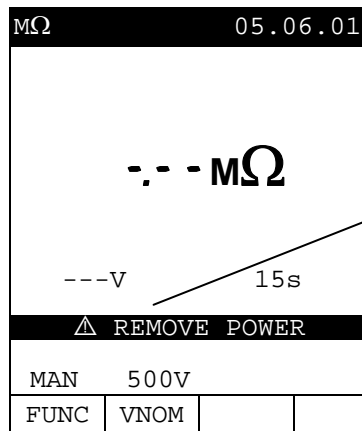 MΩ 05.06.01
-.--MΩ
---V 15s
⚠ REMOVE POWER
MAN 500V
FUNC VNOM